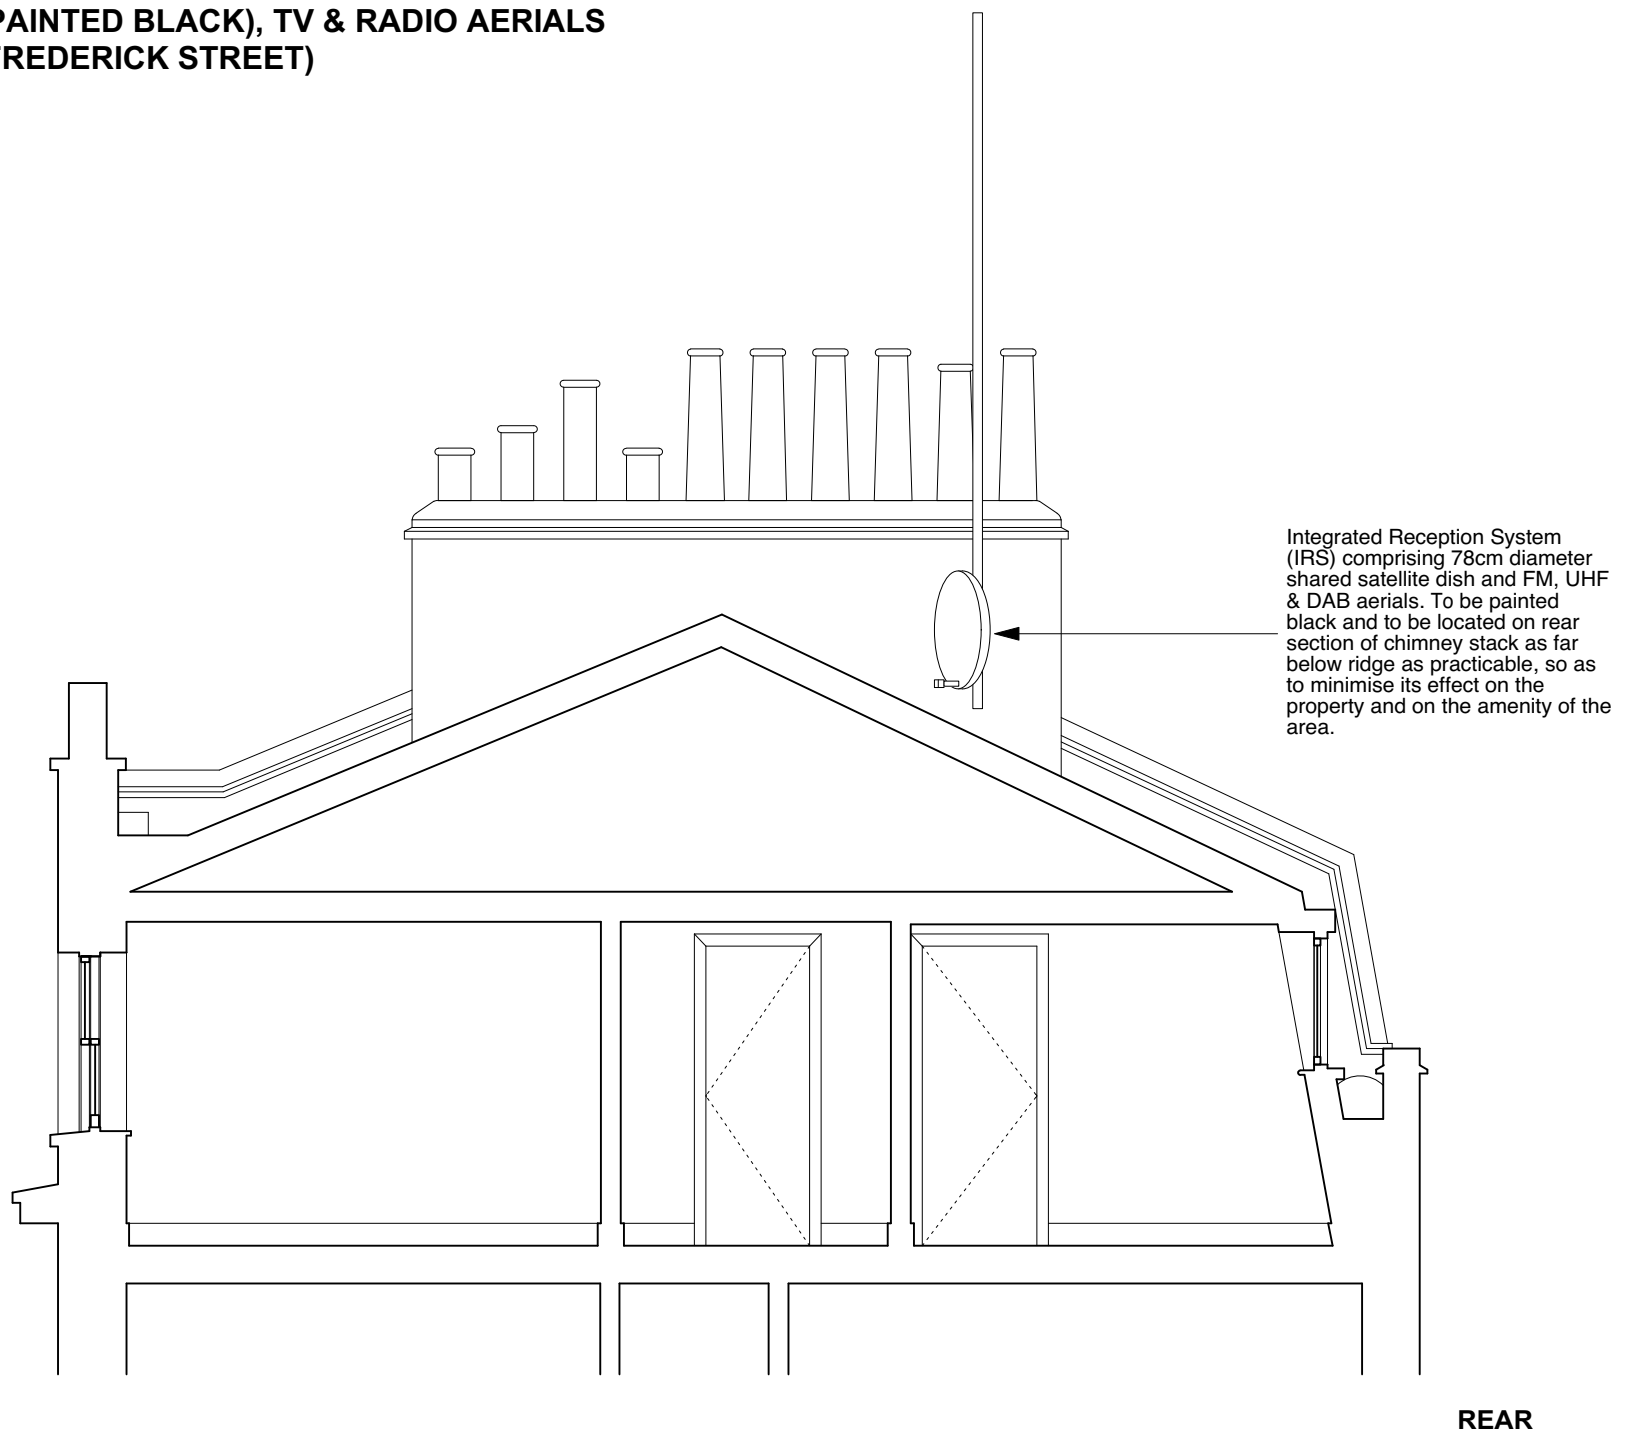 PAINTED BLACK), TV & RADIO AERIALS
FREDERICK STREET)
Integrated Reception System
(IRS) comprising 78cm diameter
shared satellite dish and FM, UHF
& DAB aerials. To be painted
black and to be located on rear
section of chimney stack as far
below ridge as practicable, so as
to minimise its effect on the
property and on the amenity of the
area.
REAR